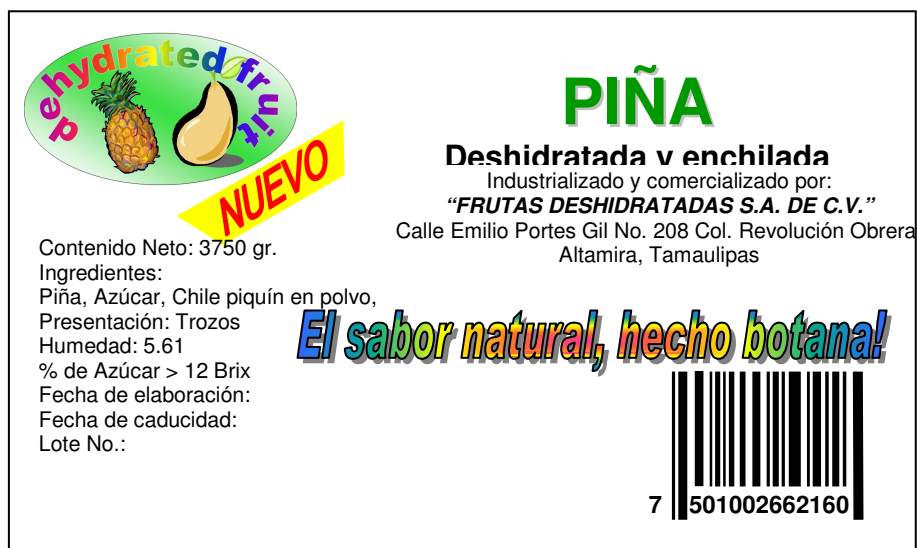 dehydrated fruit
NUEVO
PIÑA
Deshidratada y enchilada
Industrializado y comercializado por:
“FRUTAS DESHIDRATADAS S.A. DE C.V.”
Calle Emilio Portes Gil No. 208 Col. Revolución Obrera
Altamira, Tamaulipas
Contenido Neto: 3750 gr.
Ingredientes:
Piña, Azúcar, Chile piquín en polvo,
Presentación: Trozos
Humedad: 5.61
% de Azúcar > 12 Brix
Fecha de elaboración:
Fecha de caducidad:
Lote No.:
El sabor natural, hecho botana!
7 501002662160